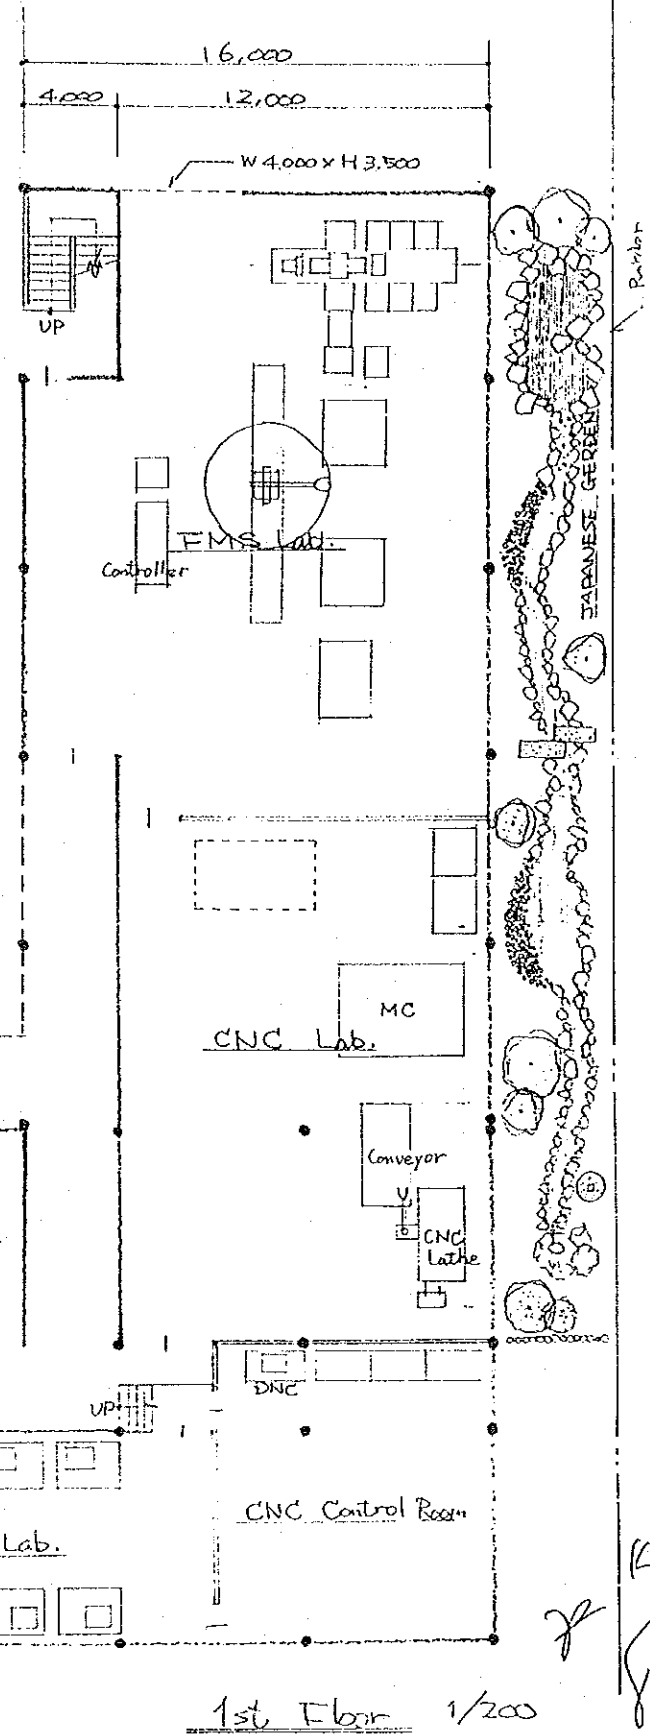 16,000
4,000 12,000
W 4,000 x H 3,500
UP
JAPANESE GERDEN
FMS Lab.
Controller
MC
CNC Lab.
Conveyor
CNC
Lathe
DNC
UP
CNC Control Room
Lab.
1st Floor 1/200